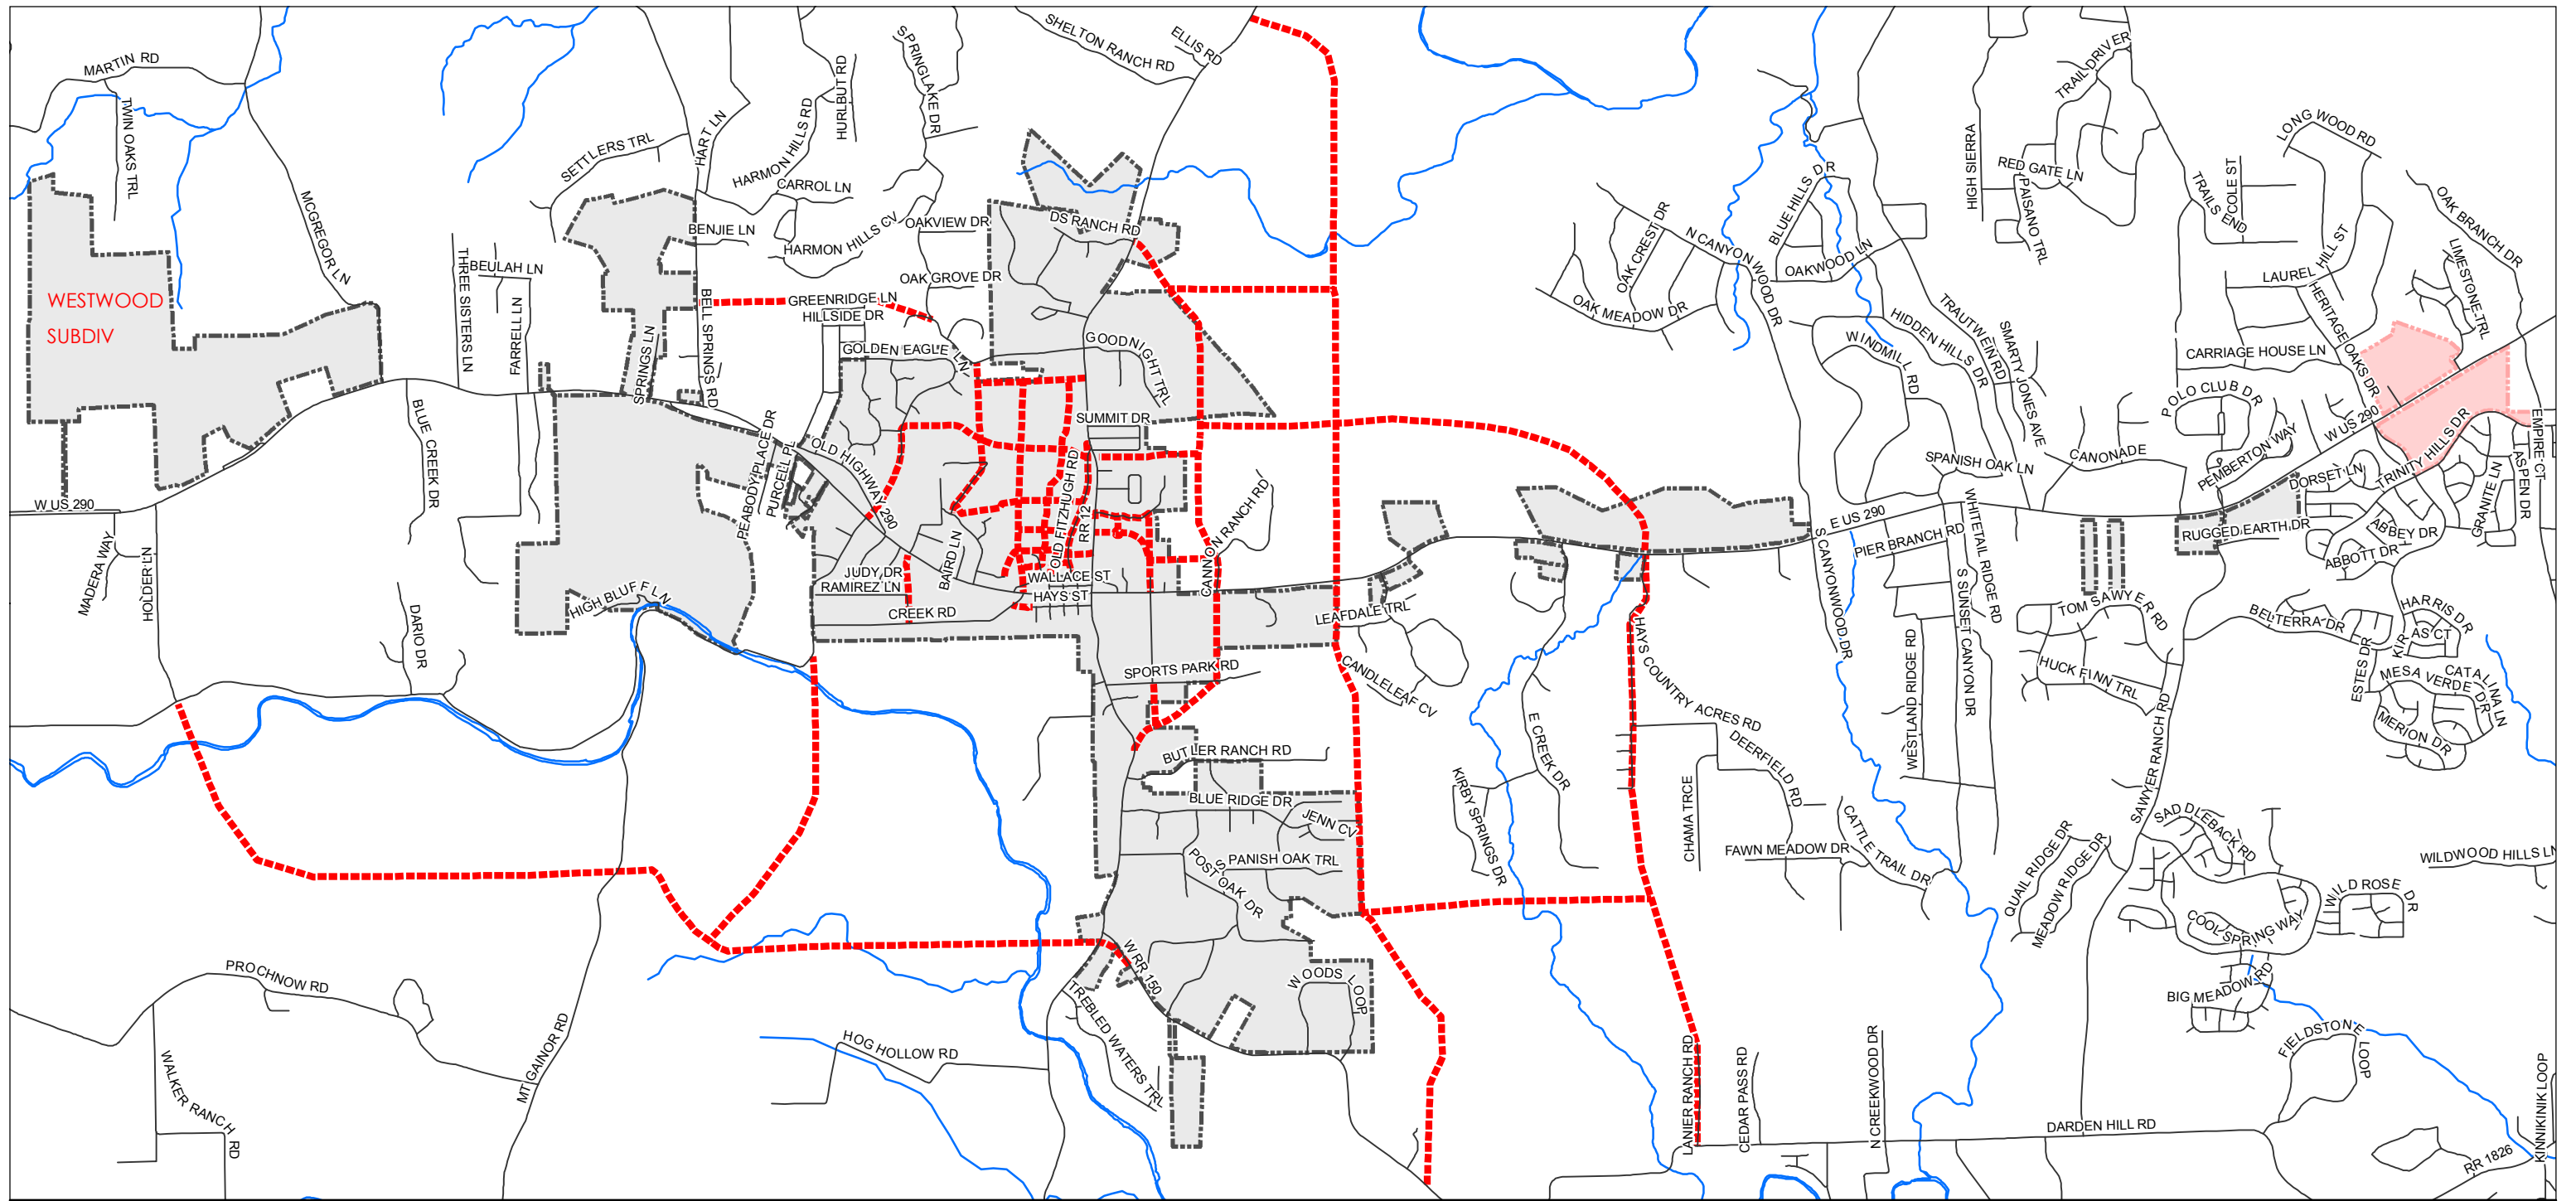 SHELTON RANCH RD
ELLIS RD
SPRINGLAKE DR
HURLBUT RD
MARTIN RD
TWIN OAKS TRL
HART LN
HARMON HILLS RD
SETTLERS TRL
CARROL LN
BENJIE LN
HARMON HILLS CV
OAKVIEW DR
DS RANCH RD
MCGREGOR LN
THREE SISTERS LN
BEULAH LN
FARRELL LN
OAK GROVE DR
GREENRIDGE LN
HILLSIDE DR
BELL SPRINGS RD
SPRINGS LN
GOLDEN EAGLE LN
GOODNIGHT TRL
WESTWOOD
SUBDIV
SUMMIT DR
BLUE CREEK DR
PEABODY PLACE DR
PURCELL PL
OLD HIGHWAY 290
OLD FITZHUGH RD
RR 12
CANNON RANCH RD
W US 290
MADERA WAY
HOLDER LN
JUDY DR
RAMIREZ LN
BAIRD LN
WALLACE ST
HAYS ST
CREEK RD
HIGH BLUFF LN
DARIO DR
LEAFDALE TRL
SPORTS PARK RD
CANDLELEAF CV
BUTLER RANCH RD
BLUE RIDGE DR
JENN CV
SPANISH OAK TRL
POST OAK DR
W RR 150
WOODS LOOP
TREBLED WATERS TRL
HOG HOLLOW RD
PROCHNOW RD
WALKER RANCH RD
MT GAINOR RD
TRAIL DRIVER
HIGH SIERRA
RED GATE LN
PAISANO TRL
LONG WOOD RD
COLE ST
TRAILS END
OAK BRANCH DR
LIMESTONE TRL
LAUREL HILL ST
HERITAGE OAKS DR
CARRIAGE HOUSE LN
BLUE HILLS DR
OAK CREST DR
N CANYON WOOD DR
OAKWOOD LN
OAK MEADOW DR
HIDDEN HILLS DR
TRAUTWEIN RD
SMARTY JONES AVE
WINDMILL RD
POLO CLUB DR
PEMBERTON WAY
W US 290
TRINITY HILLS DR
EMPIRE CT
ASPEN DR
GRANITE LN
SPANISH OAK LN
CANONADE
DORSET LN
RUGGED EARTH DR
ABBEY DR
ABBOTT DR
E US 290
S CANYONWOOD DR
PIER BRANCH RD
WHITETAIL RIDGE RD
S SUNSET CANYON DR
WESTLAND RIDGE RD
TOM SAWYER RD
HUCK FINN TRL
BELTERRA DR
HARRIS DR
ESTES DR
MESA VERDE DR
CATALINA LN
MERION DR
HAYS COUNTRY ACRES RD
DEERFIELD RD
E CREEK DR
KIRBY SPRINGS DR
CHAMA TRCE
FAWN MEADOW DR
CATTLE TRAIL DR
SAWYER RANCH RD
QUAIL RIDGE DR
MEADOW RIDGE DR
SADDLEBACK RD
COOL SPRING WAY
WILD ROSE DR
WILDWOOD HILLS LN
BIG MEADOW RD
FIELDSTONE LOOP
LANIER RANCH RD
CEDAR PASS RD
N CREEKWOOD DR
DARDEN HILL RD
RR 1826
KINNIKINIK LOOP